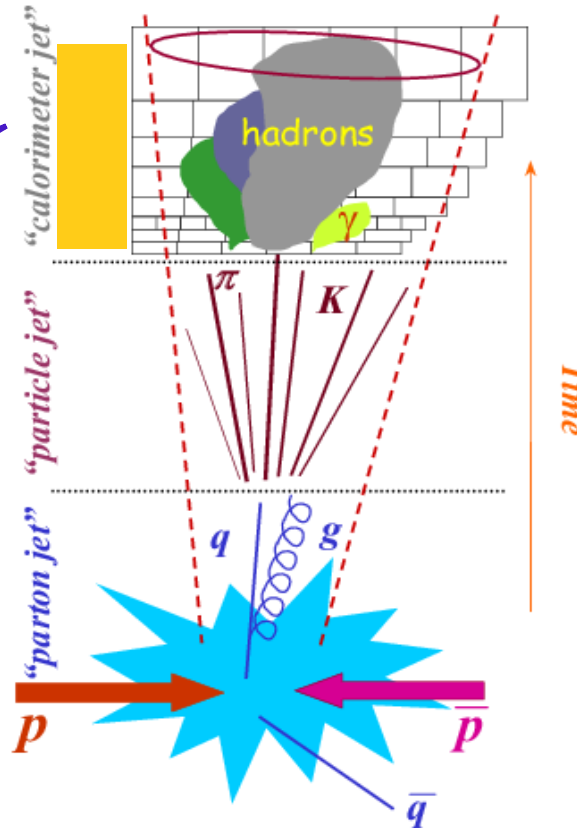 “calorimeter jet”
hadrons
γ
π
K
“particle jet”
Time
q
g
“parton jet”
p
p̅
q̅